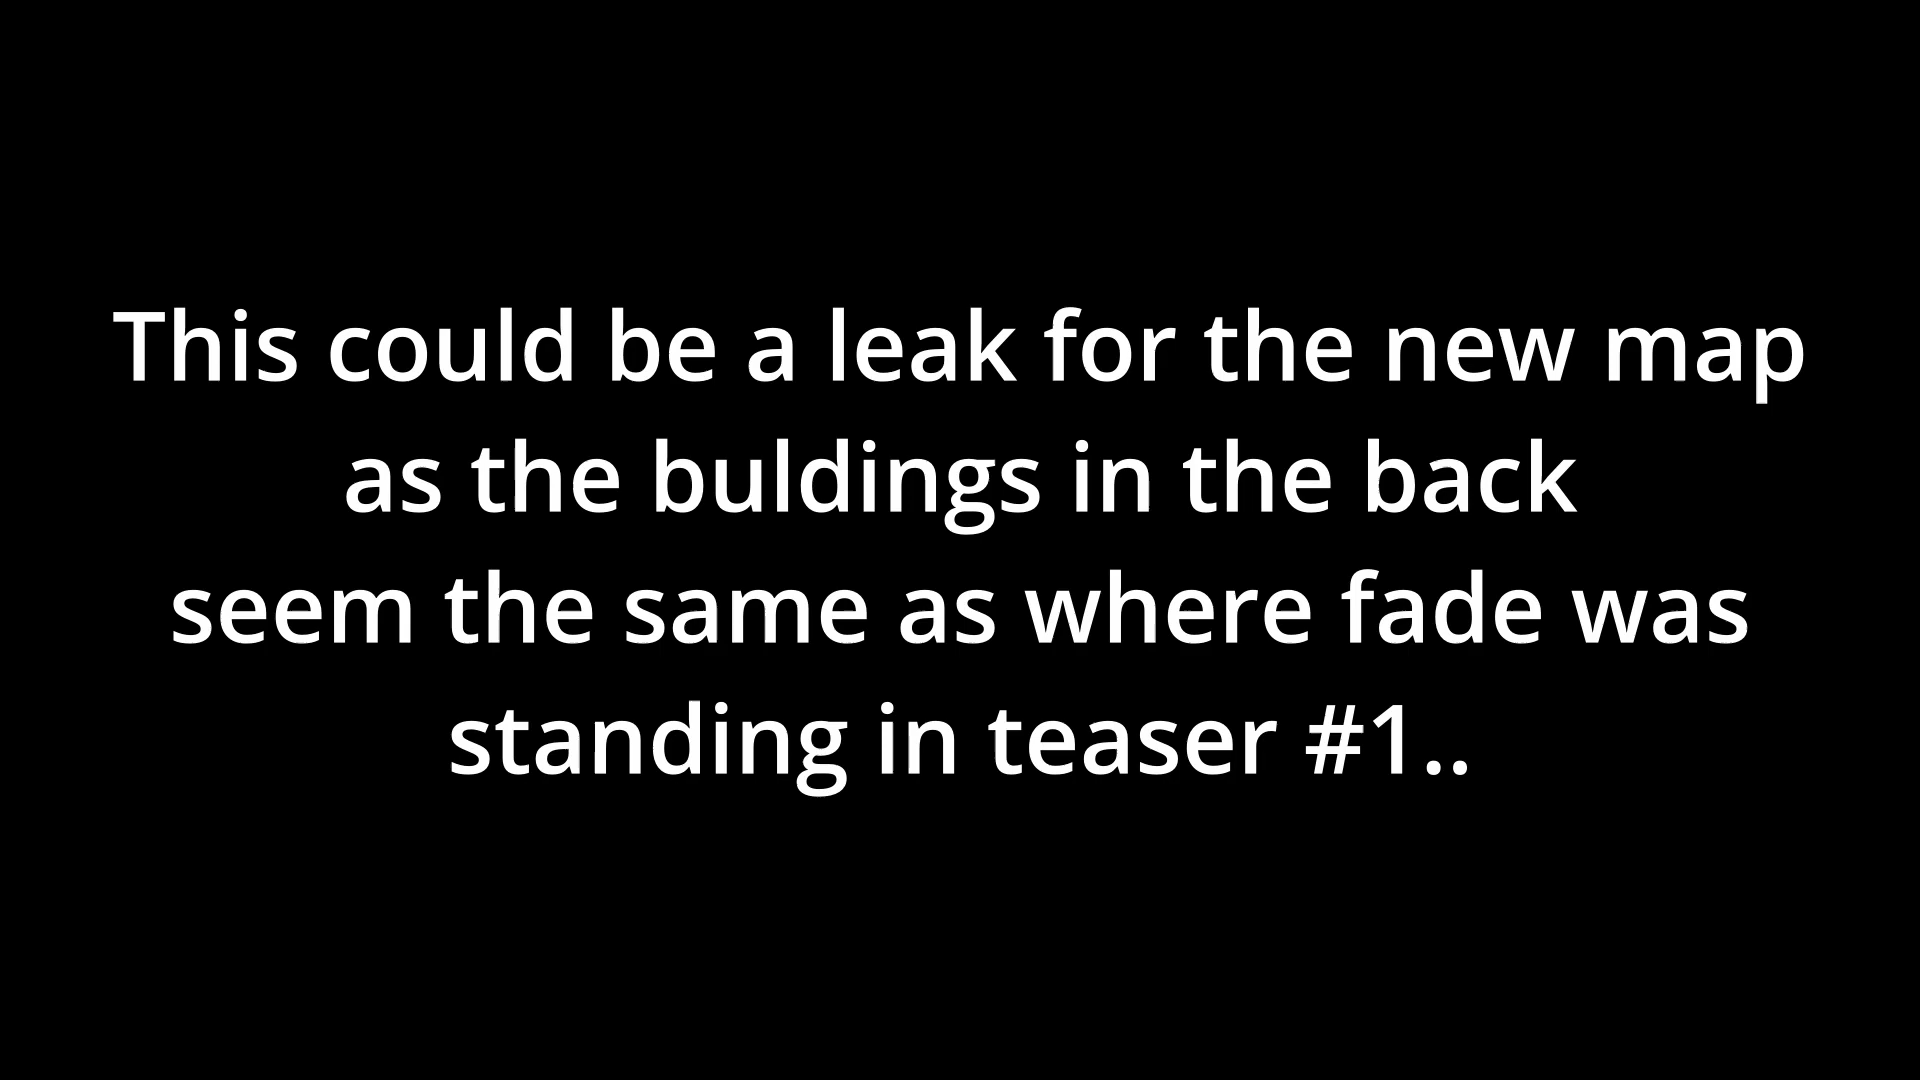 This could be a leak for the new map
as the buldings in the back
seem the same as where fade was
standing in teaser #1..